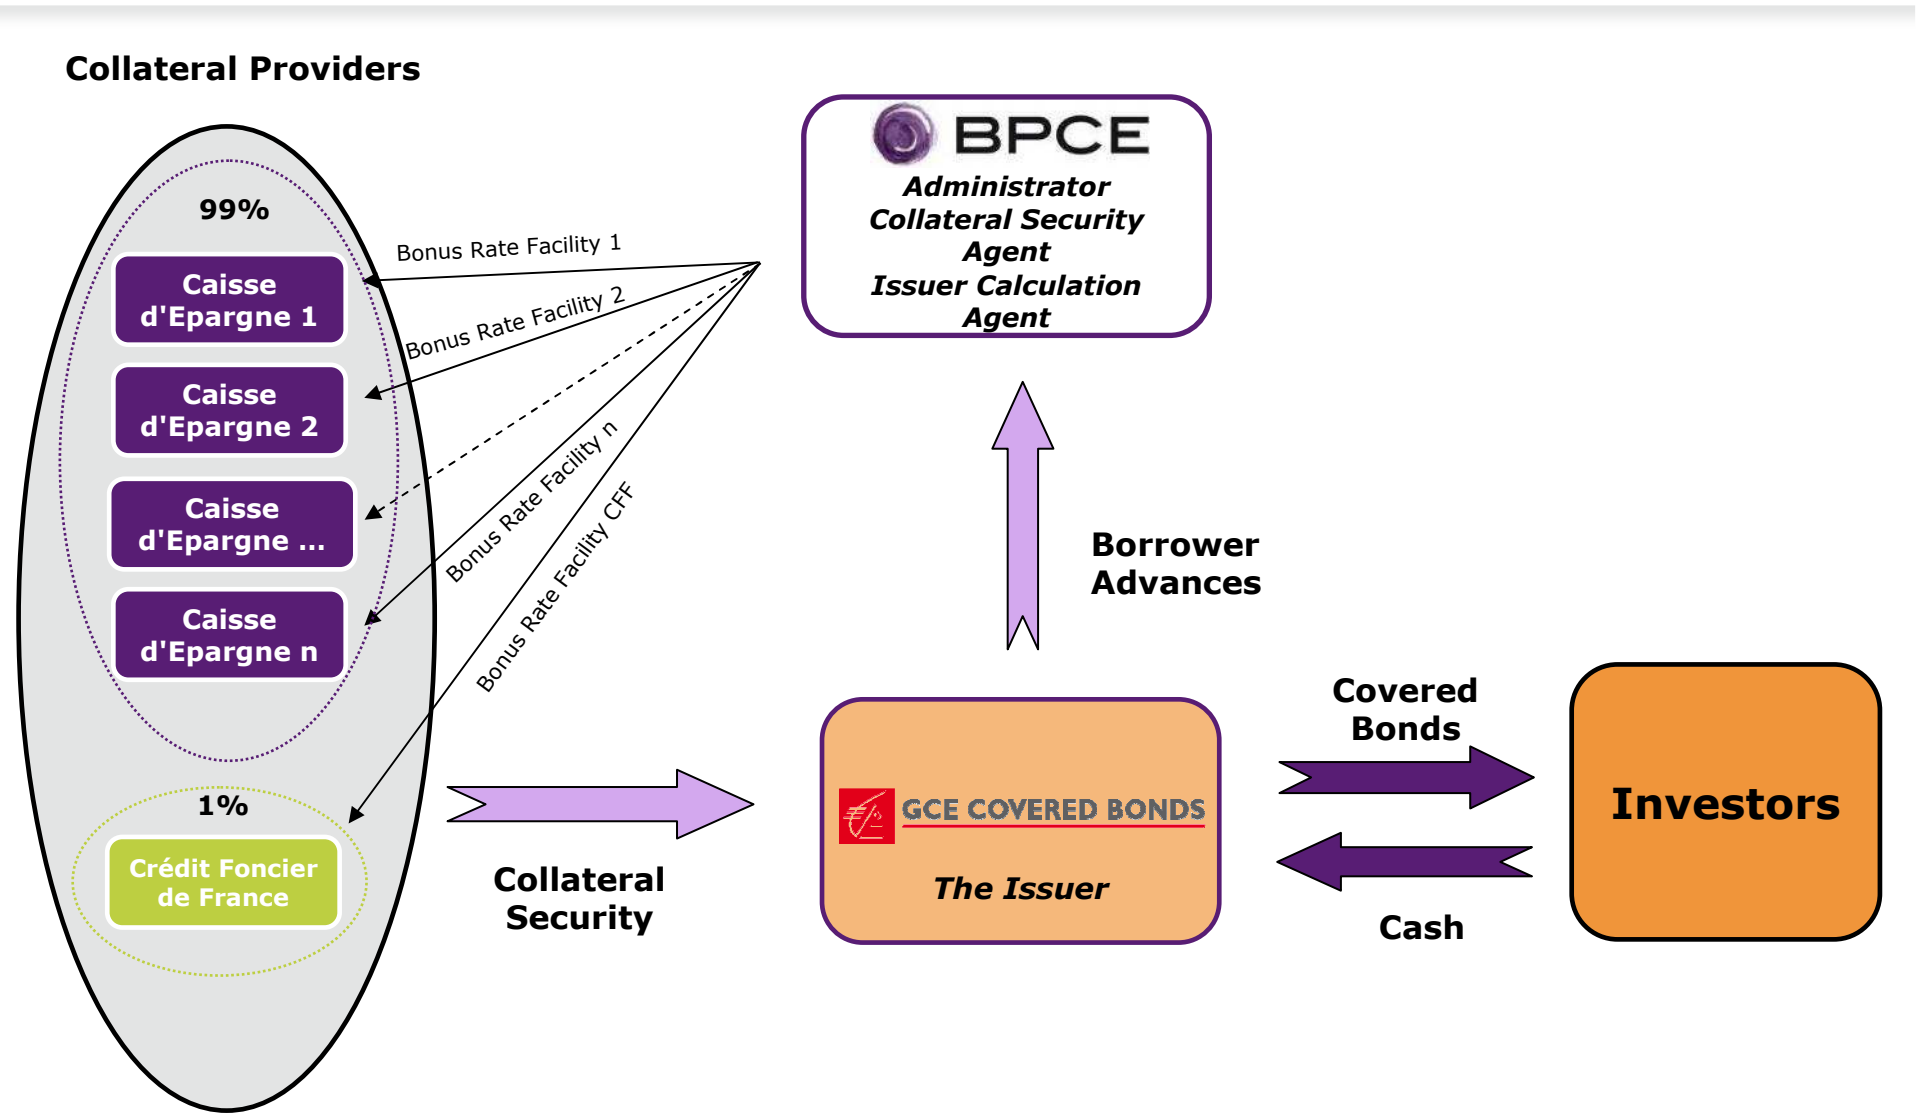 Collateral Providers
99%
Caisse
d'Epargne 1
Caisse
d'Epargne 2
Caisse
d'Epargne ...
Caisse
d'Epargne n
1%
Crédit Foncier
de France
Bonus Rate Facility 1
Bonus Rate Facility 2
Bonus Rate Facility n
Bonus Rate Facility CFF
BPCE
Administrator
Collateral Security
Agent
Issuer Calculation
Agent
Borrower
Advances
Collateral
Security
GCE COVERED BONDS
The Issuer
Covered
Bonds
Cash
Investors